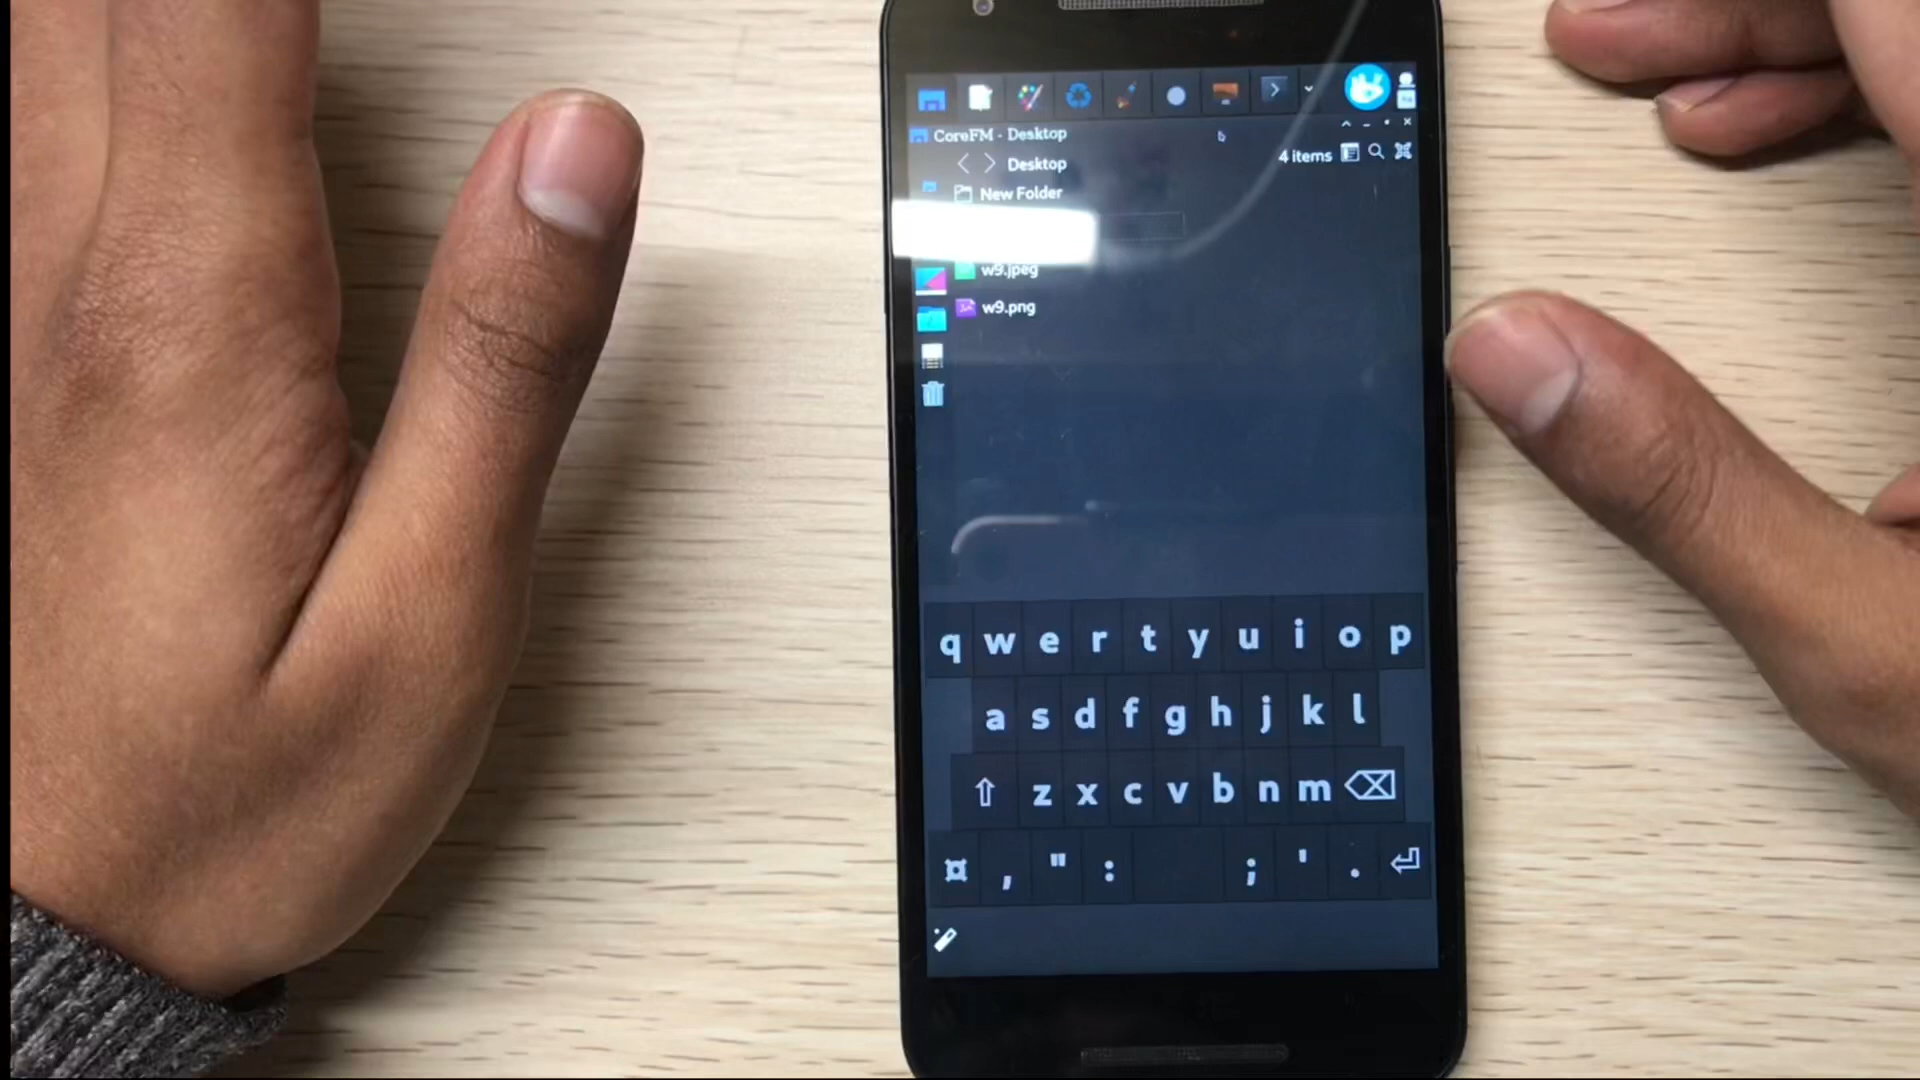 CoreFM - Desktop
Desktop
4 items
New Folder
w9.jpeg
w9.png
q w e r t y u i o p
a s d f g h j k l
⇧ z x c v b n m ⌫
¤ , " : ; ' . ⏎